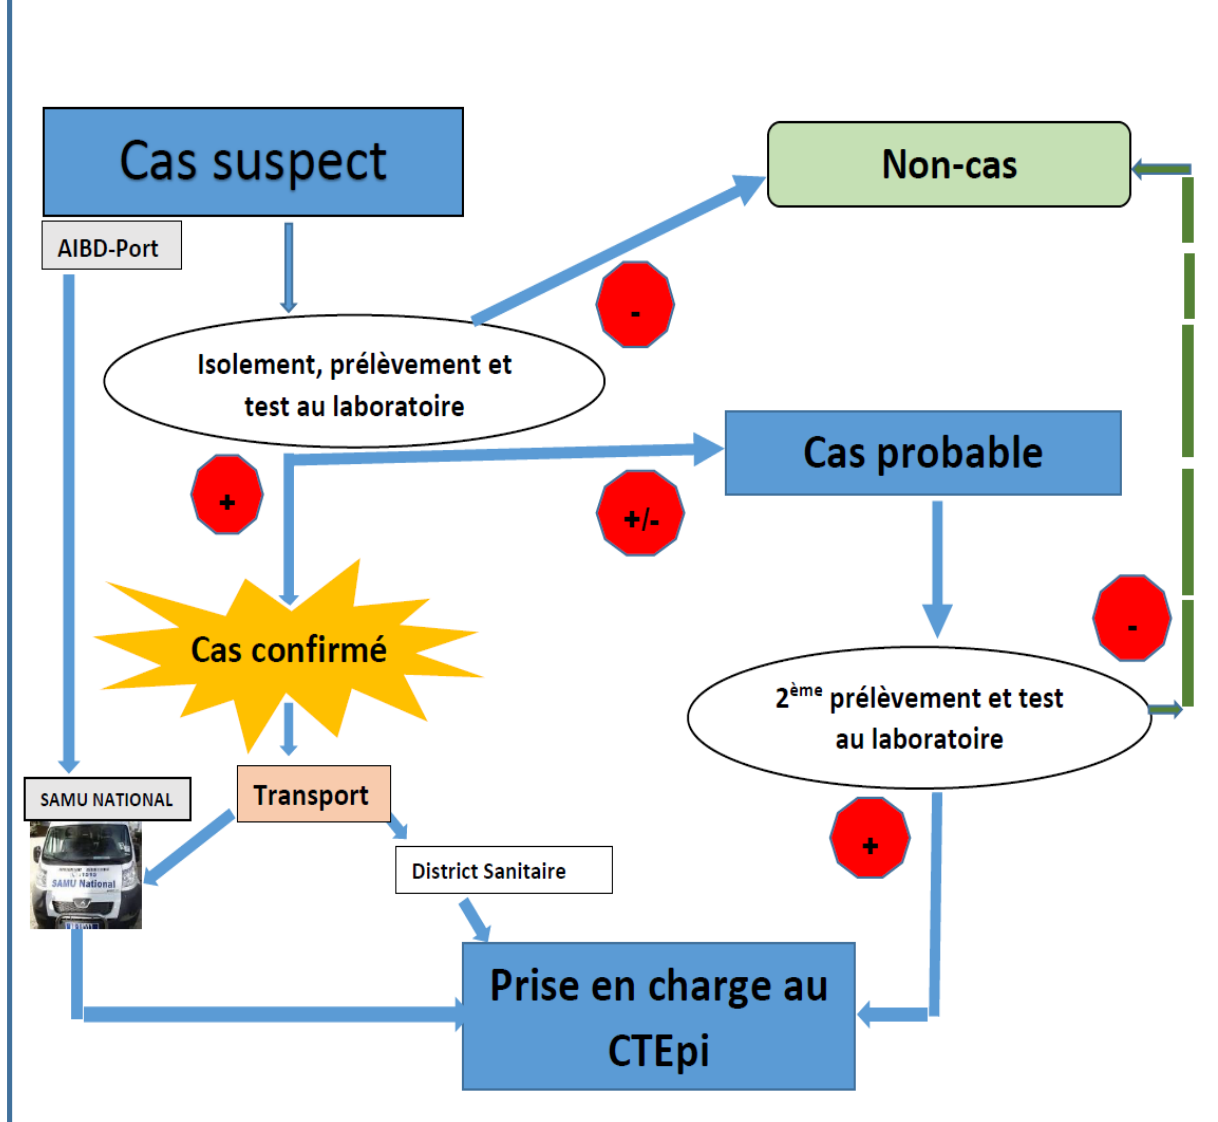 Cas suspect
Non-cas
AIBD-Port
-
Isolement, prélèvement et
test au laboratoire
Cas probable
+
+/-
-
Cas confirmé
2ème prélèvement et test
au laboratoire
Transport
SAMU NATIONAL
+
District Sanitaire
SAMU National
Prise en charge au
CTEpi